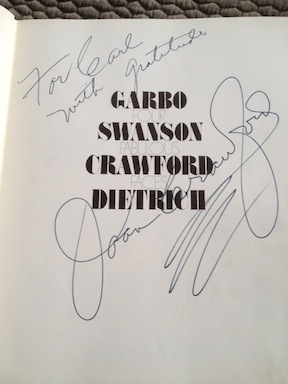 For Carl
with gratitude
GARBO
FOUR
SWANSON
FABULOUS
CRAWFORD
FACES
DIETRICH
Joan Crawford